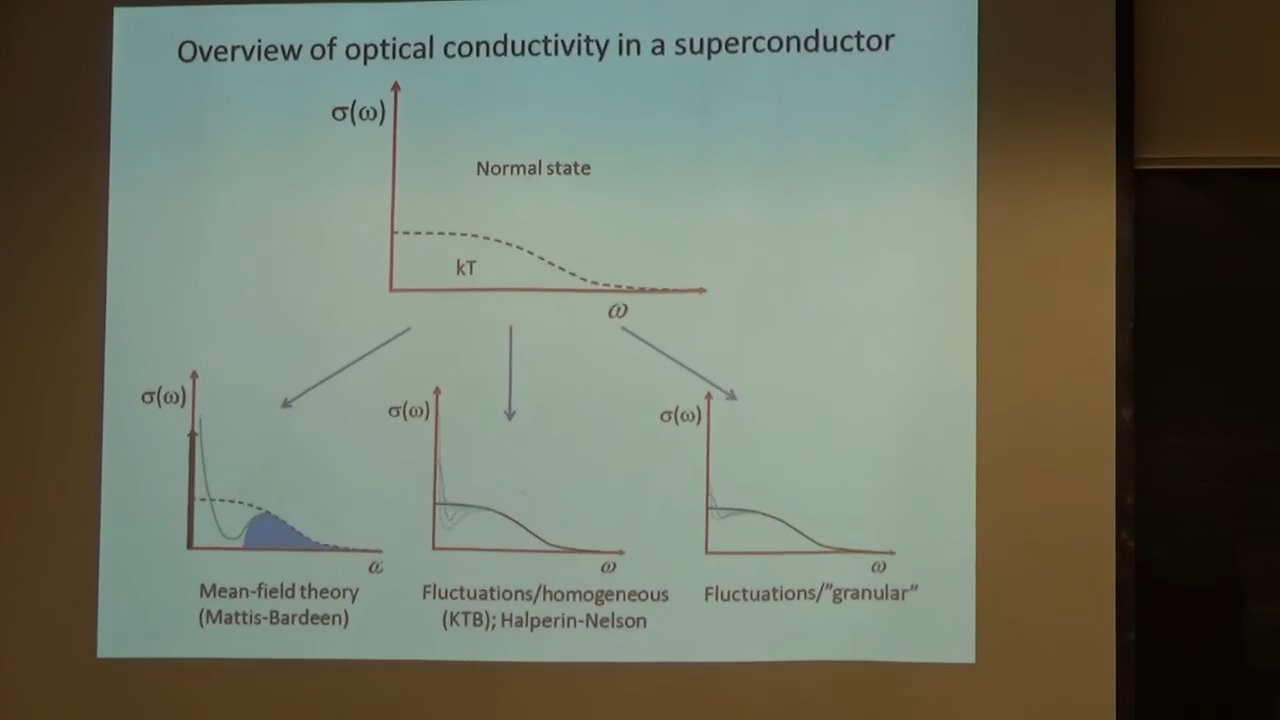 Overview of optical conductivity in a superconductor
σ(ω)
Normal state
kT
ω
σ(ω)
σ(ω)
σ(ω)
ω
ω
ω
Mean-field theory
(Mattis-Bardeen)
Fluctuations/homogeneous
(KTB); Halperin-Nelson
Fluctuations/"granular"